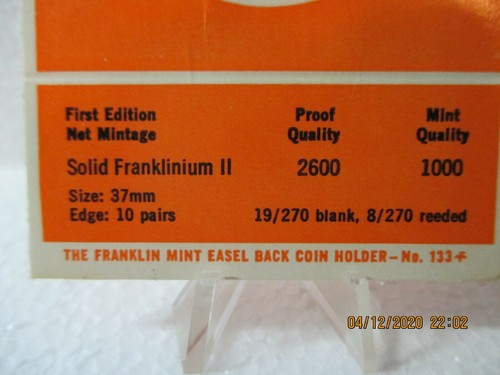 First Edition Proof Mint
Net Mintage Quality Quality
Solid Franklinium II 2600 1000
Size: 37mm
Edge: 10 pairs 19/270 blank, 8/270 reeded
THE FRANKLIN MINT EASEL BACK COIN HOLDER—No. 133
04/12/2020 22:02